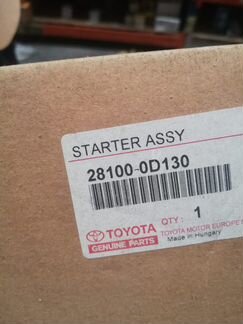 STARTER ASSY
28100-0D130
QTY : 1
TOYOTA
GENUINE PARTS
TOYOTA MOTOR EUROPE
Made in Hungary